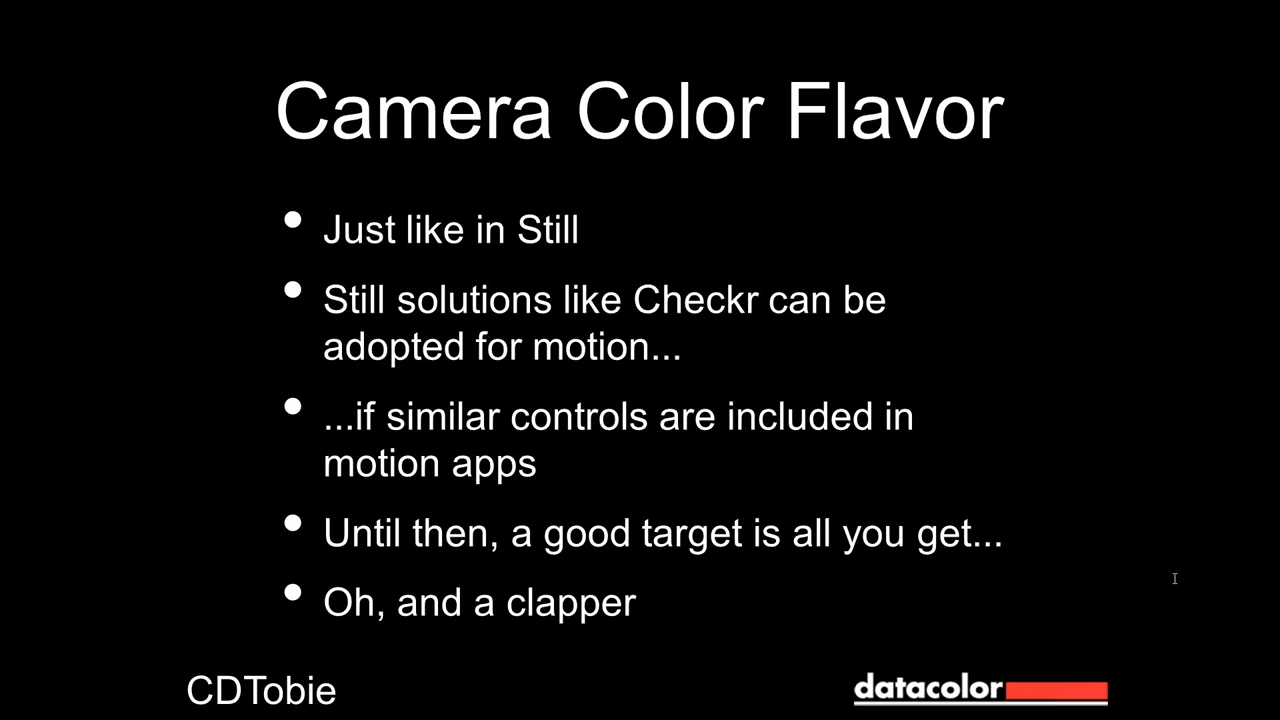 Camera Color Flavor
• Just like in Still
• Still solutions like Checkr can be
adopted for motion...
• ...if similar controls are included in
motion apps
• Until then, a good target is all you get...
• Oh, and a clapper
CDTobie
datacolor